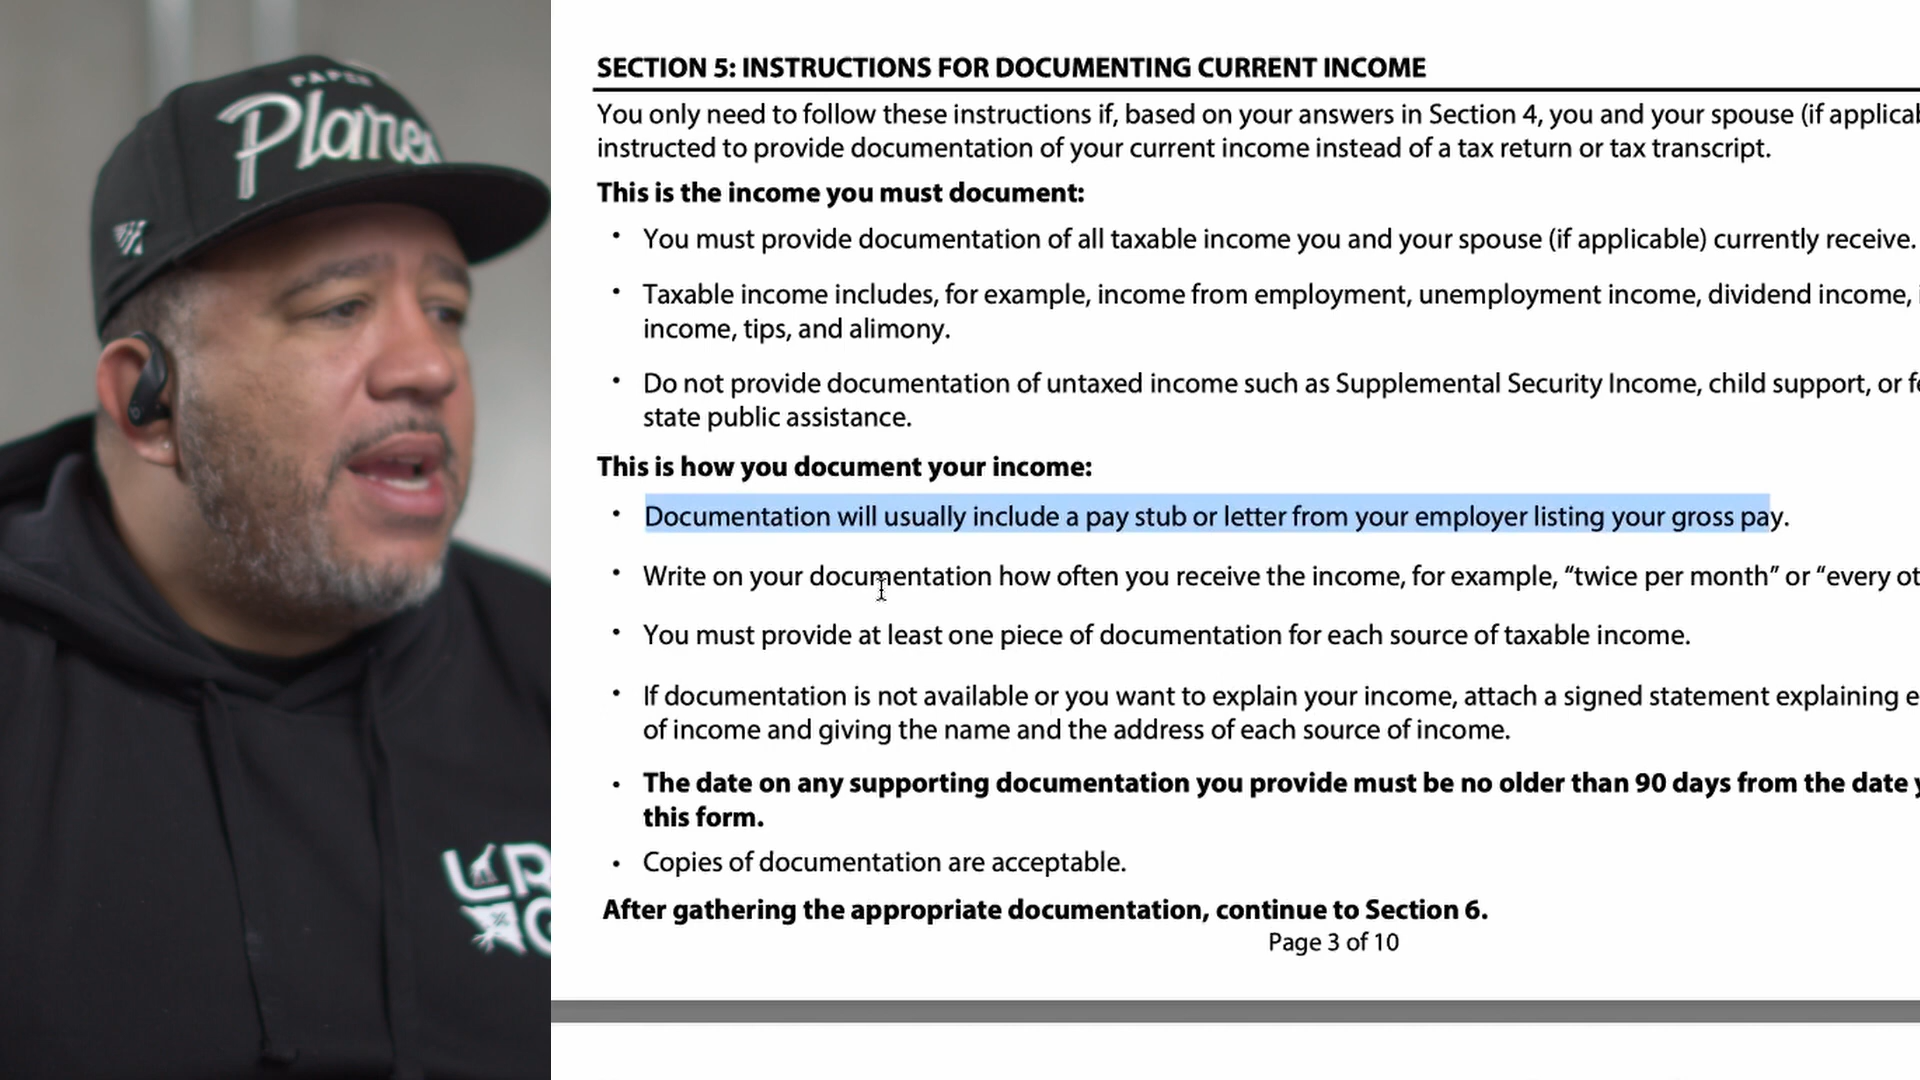 PAPER
Planes
SECTION 5: INSTRUCTIONS FOR DOCUMENTING CURRENT INCOME
You only need to follow these instructions if, based on your answers in Section 4, you and your spouse (if applicab
instructed to provide documentation of your current income instead of a tax return or tax transcript.
This is the income you must document:
• You must provide documentation of all taxable income you and your spouse (if applicable) currently receive.
• Taxable income includes, for example, income from employment, unemployment income, dividend income, i
income, tips, and alimony.
• Do not provide documentation of untaxed income such as Supplemental Security Income, child support, or fe
state public assistance.
This is how you document your income:
• Documentation will usually include a pay stub or letter from your employer listing your gross pay.
• Write on your documentation how often you receive the income, for example, “twice per month” or “every ot
• You must provide at least one piece of documentation for each source of taxable income.
• If documentation is not available or you want to explain your income, attach a signed statement explaining e
of income and giving the name and the address of each source of income.
• The date on any supporting documentation you provide must be no older than 90 days from the date y
this form.
• Copies of documentation are acceptable.
After gathering the appropriate documentation, continue to Section 6.
Page 3 of 10